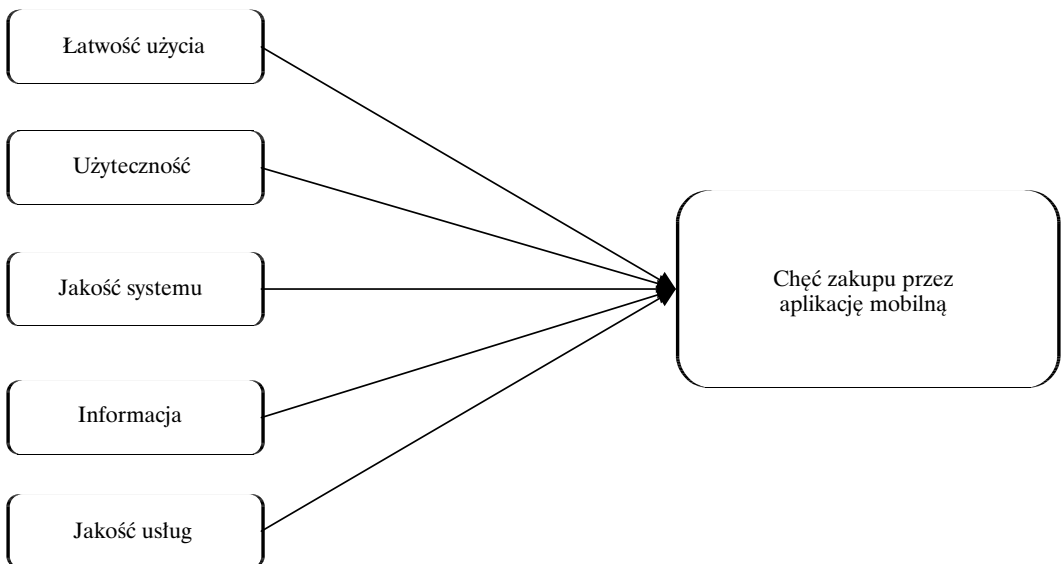 Łatwość użycia
Użyteczność
Jakość systemu
Informacja
Jakość usług
Chęć zakupu przez
aplikację mobilną